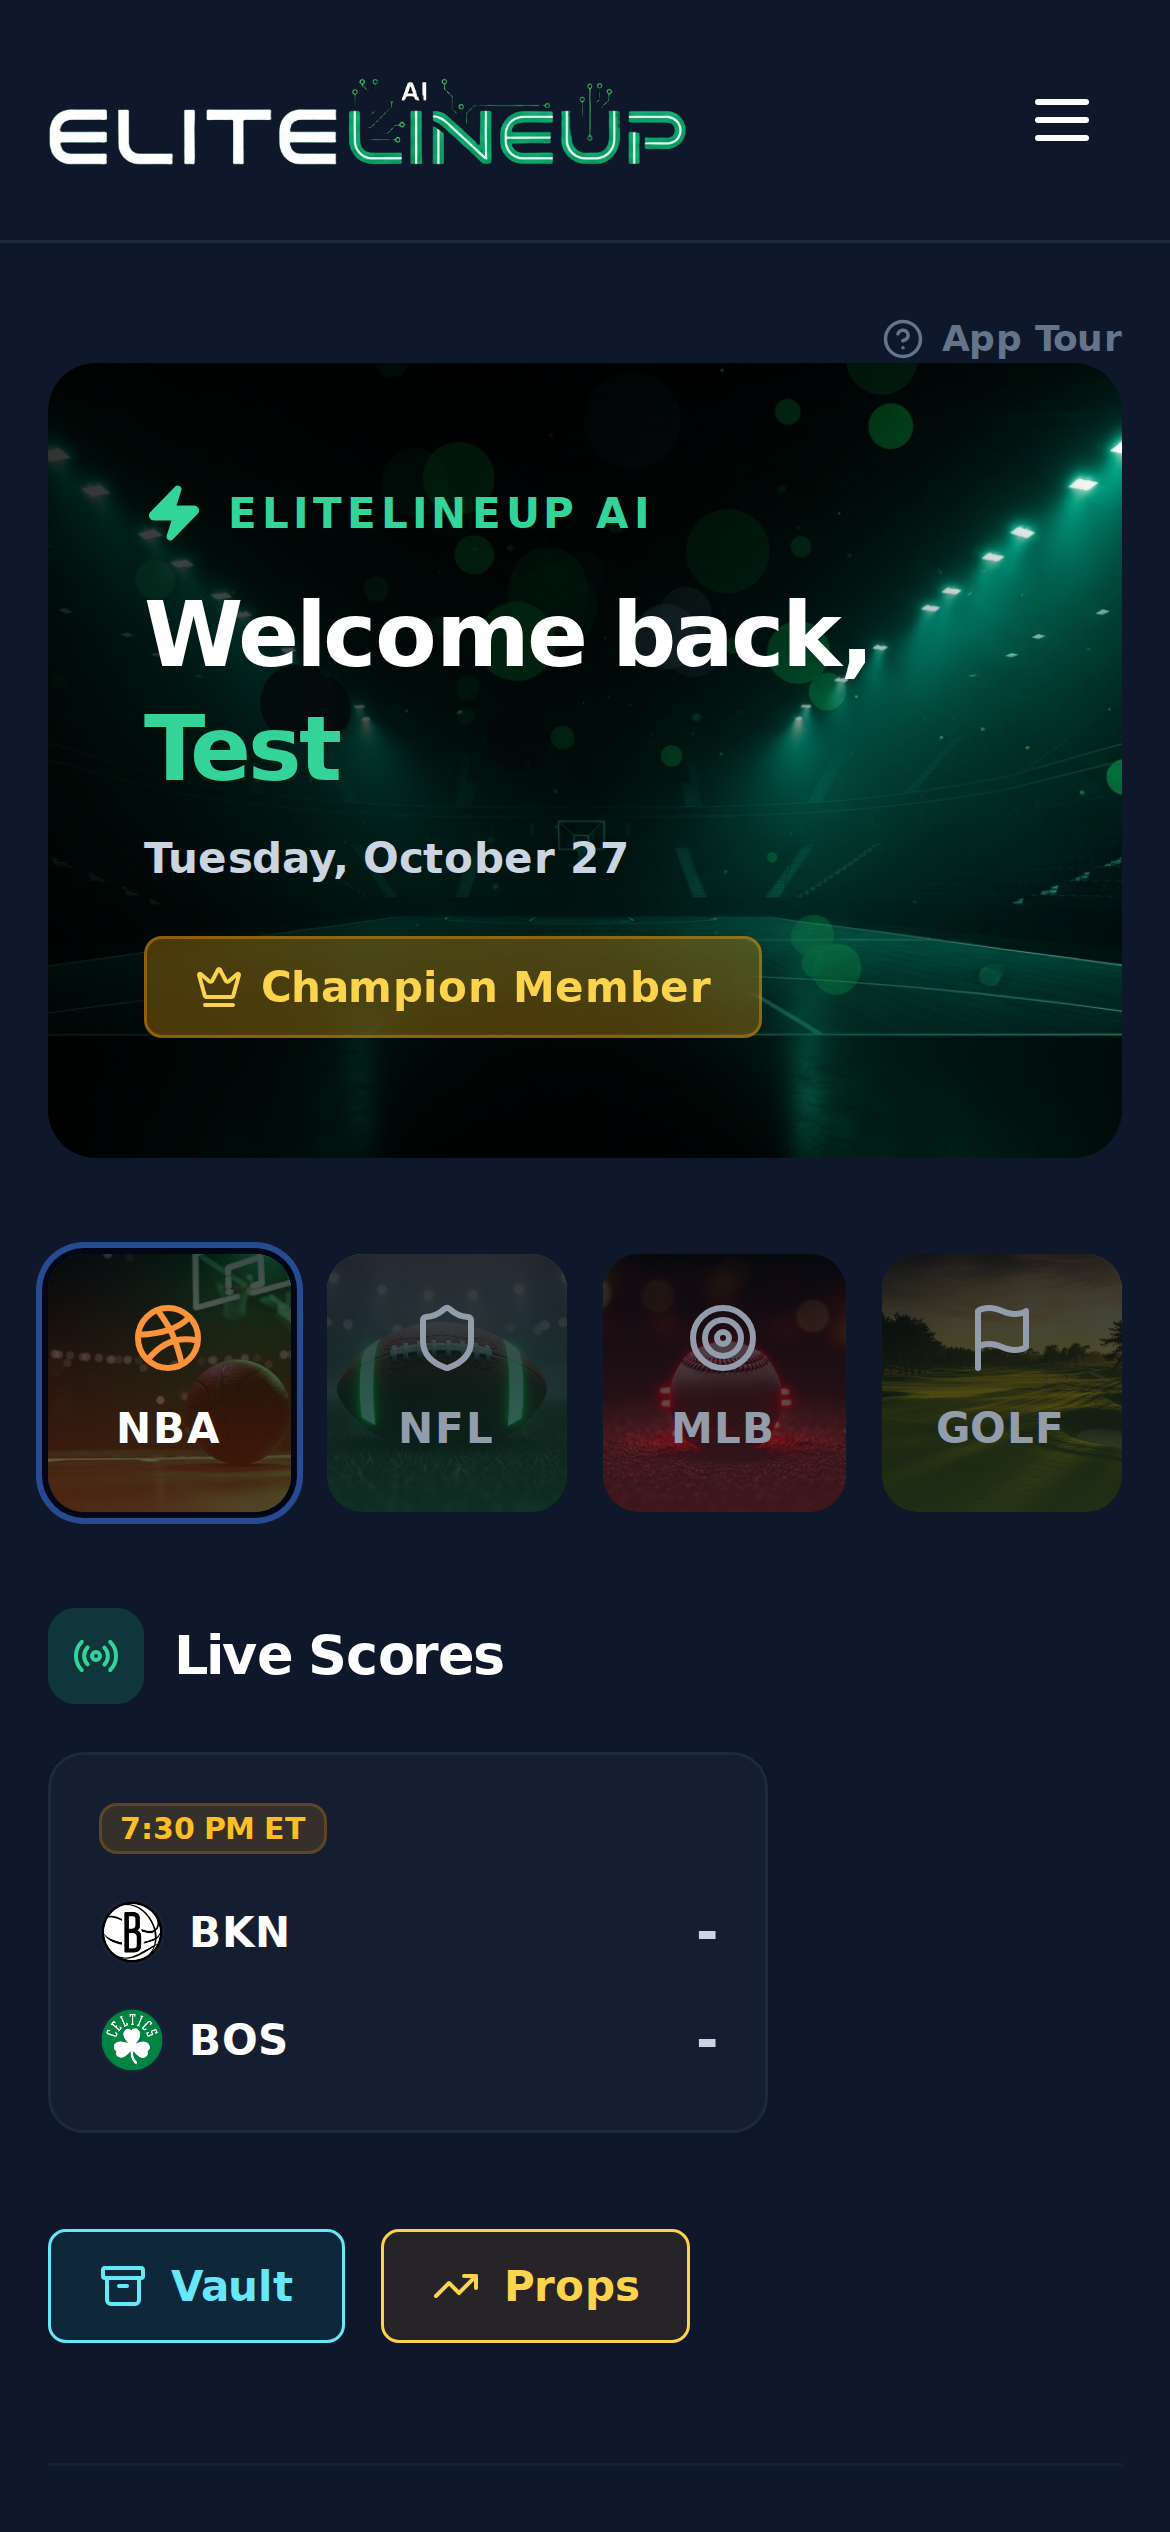 AI
ELITELINEUP
App Tour
ELITELINEUP AI
Welcome back,
Test
Tuesday, October 27
Champion Member
NBA
NFL
MLB
GOLF
Live Scores
7:30 PM ET
B
BKN
-
CELTICS
BOS
-
Vault
Props